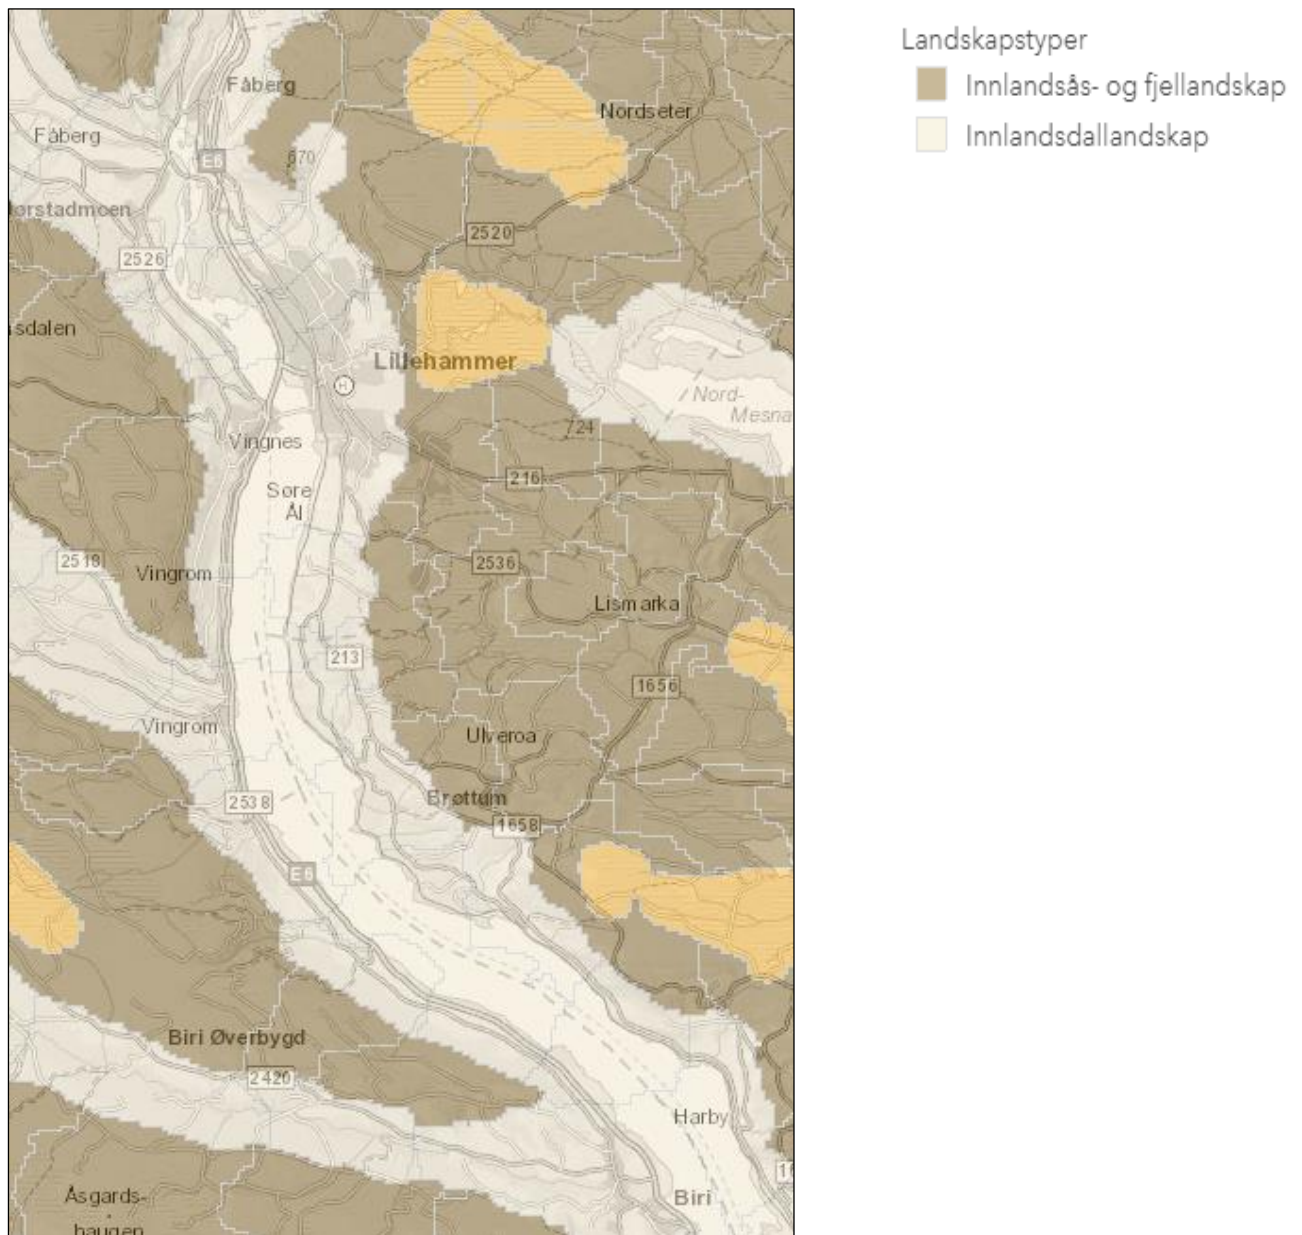 Landskapstyper
Innlandsås- og fjellandskap
Innlandsdallandskap
Fåberg
Nordseter
Fåberg
E6
670
ørstadmoen
2520
2526
sdalen
Lillehammer
H
Nord-
Mesna
724
Vingnes
216
Søre
Ål
2518
2536
Vingrom
Lismarka
213
1656
Vingrom
Ulveroa
2538
Brøttum
1658
E6
Biri Øverbygd
2420
Harby
Åsgards-
haugen
Biri